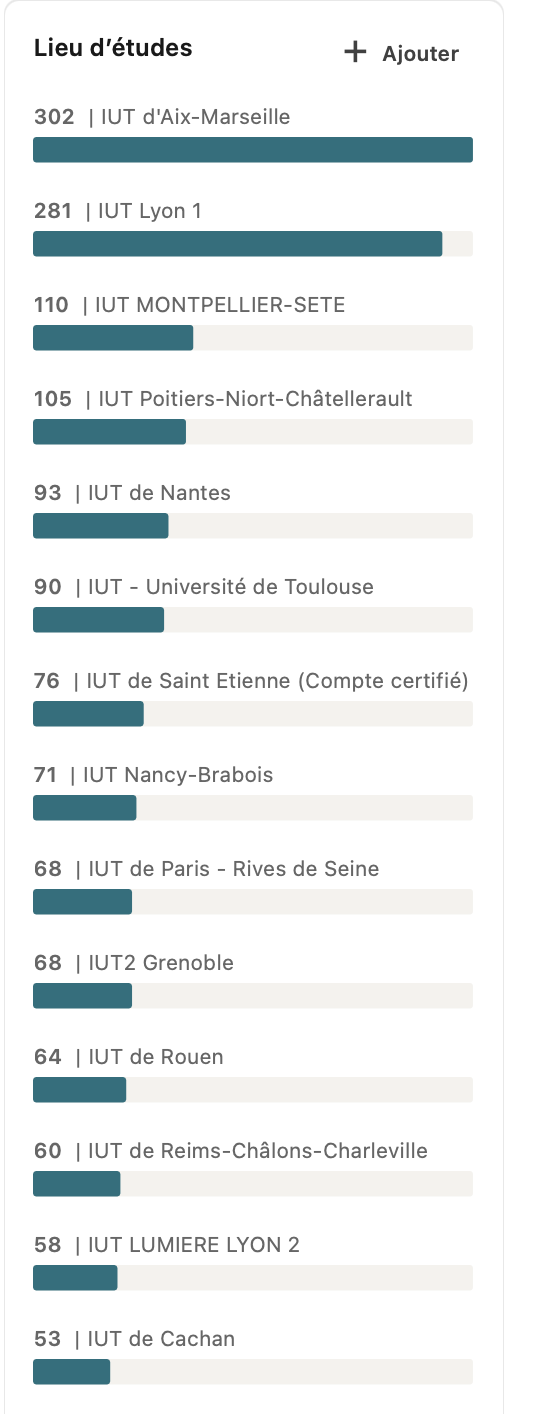 Lieu d’études
+ Ajouter
302 | IUT d'Aix-Marseille
281 | IUT Lyon 1
110 | IUT MONTPELLIER-SETE
105 | IUT Poitiers-Niort-Châtellerault
93 | IUT de Nantes
90 | IUT - Université de Toulouse
76 | IUT de Saint Etienne (Compte certifié)
71 | IUT Nancy-Brabois
68 | IUT de Paris - Rives de Seine
68 | IUT2 Grenoble
64 | IUT de Rouen
60 | IUT de Reims-Châlons-Charleville
58 | IUT LUMIERE LYON 2
53 | IUT de Cachan